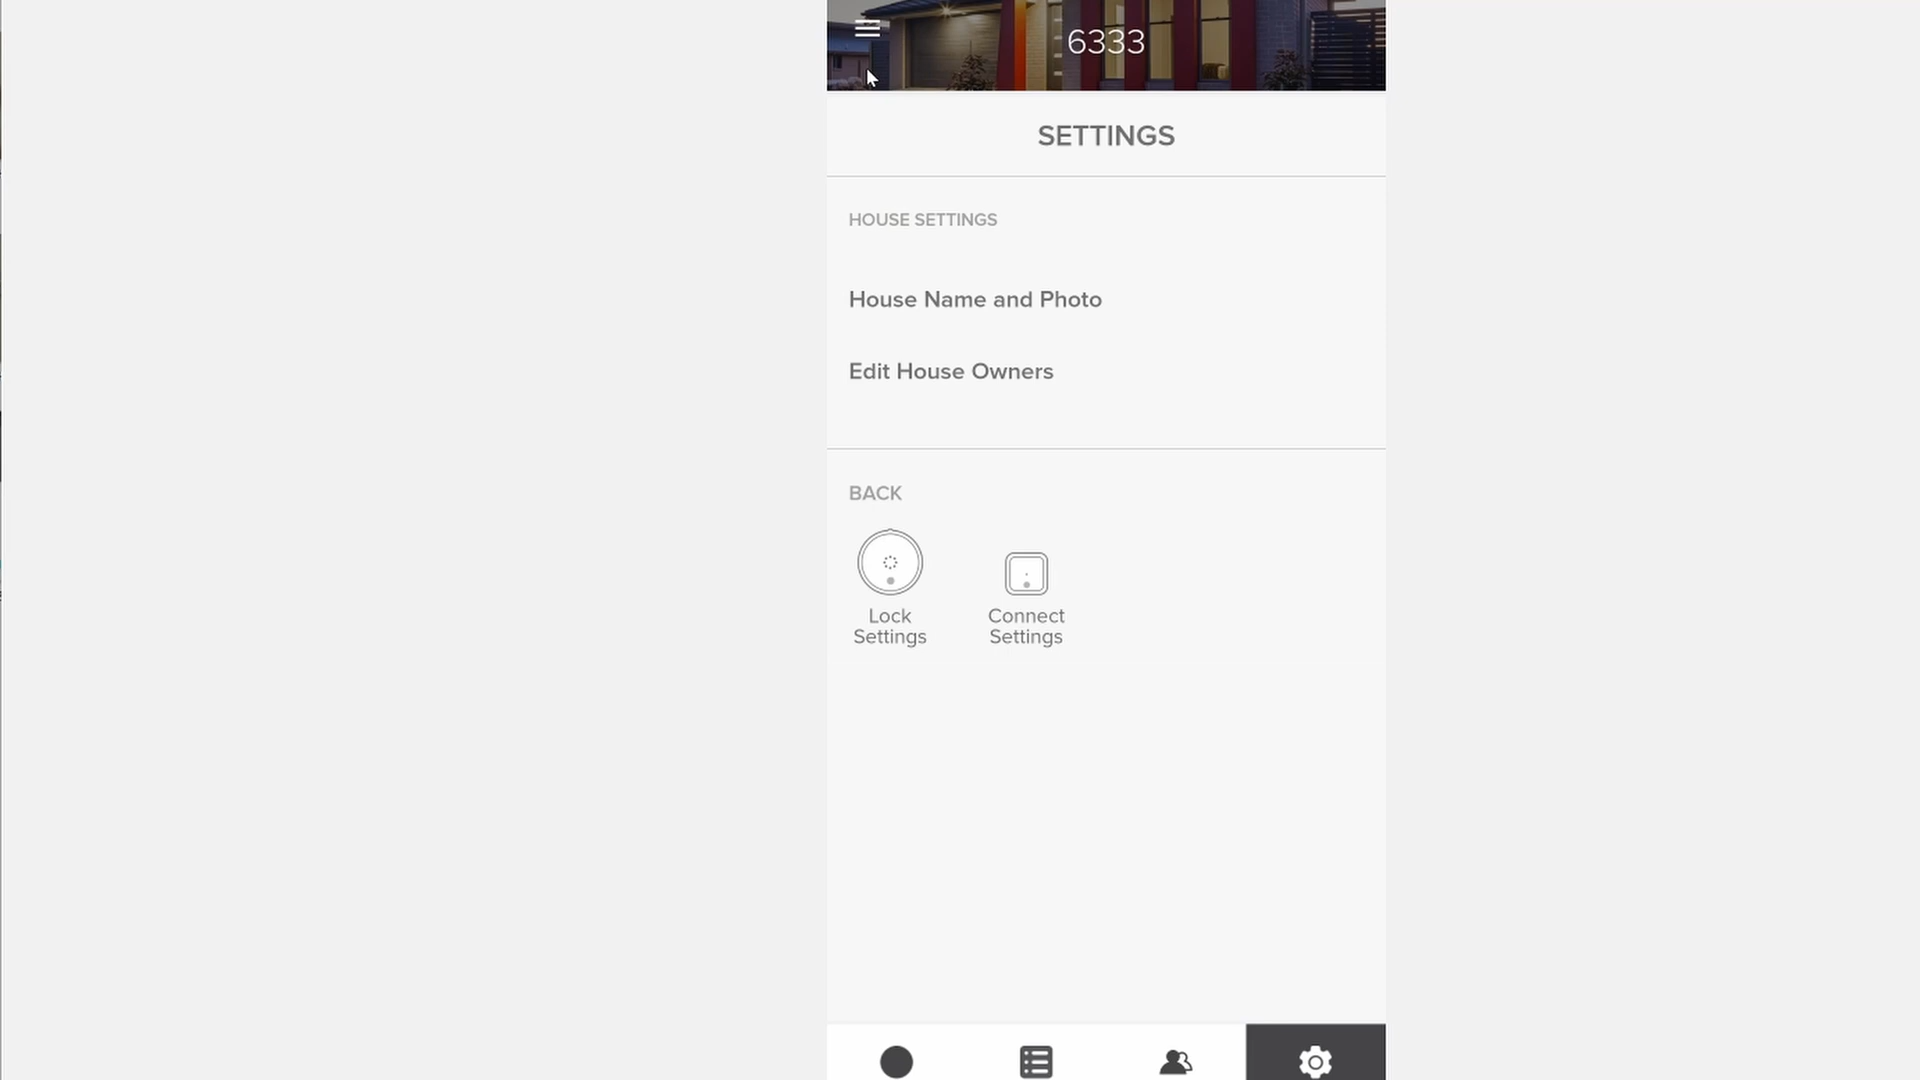 6333
SETTINGS
HOUSE SETTINGS
House Name and Photo
Edit House Owners
BACK
Lock
Settings
Connect
Settings